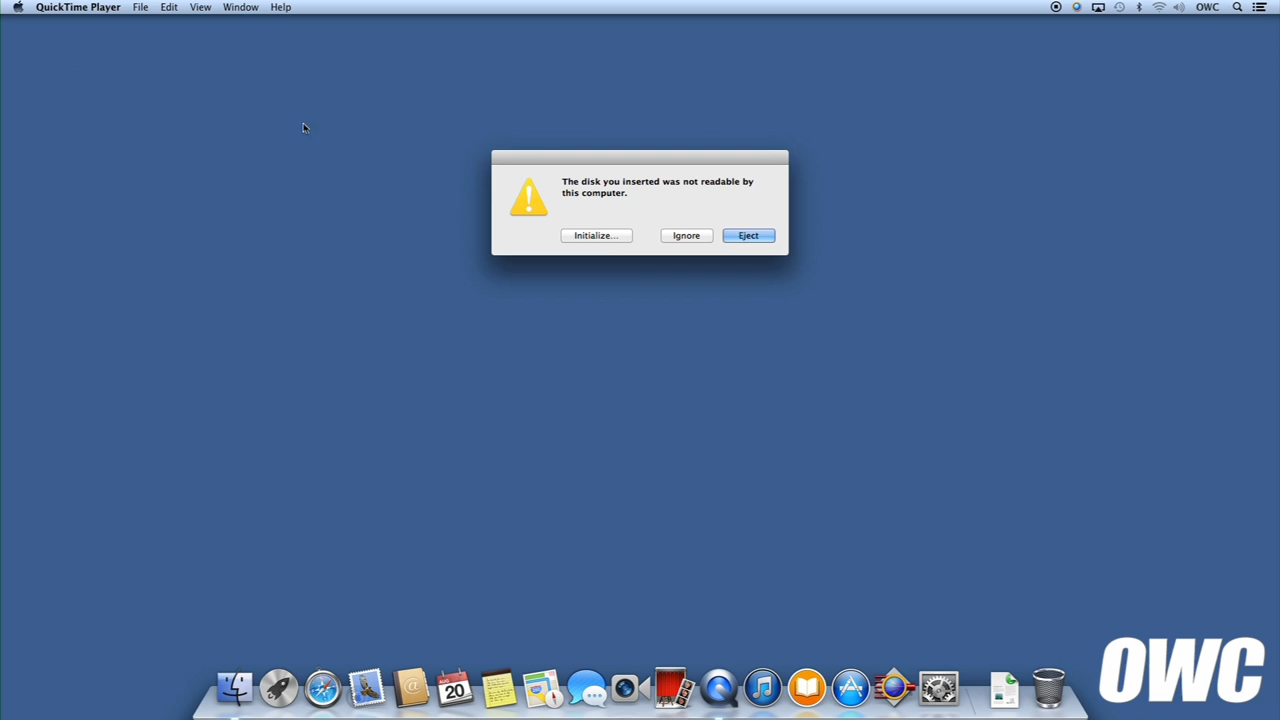 QuickTime Player File Edit View Window Help OWC
The disk you inserted was not readable by
this computer.
Initialize... Ignore Eject
AUG
20
OWC